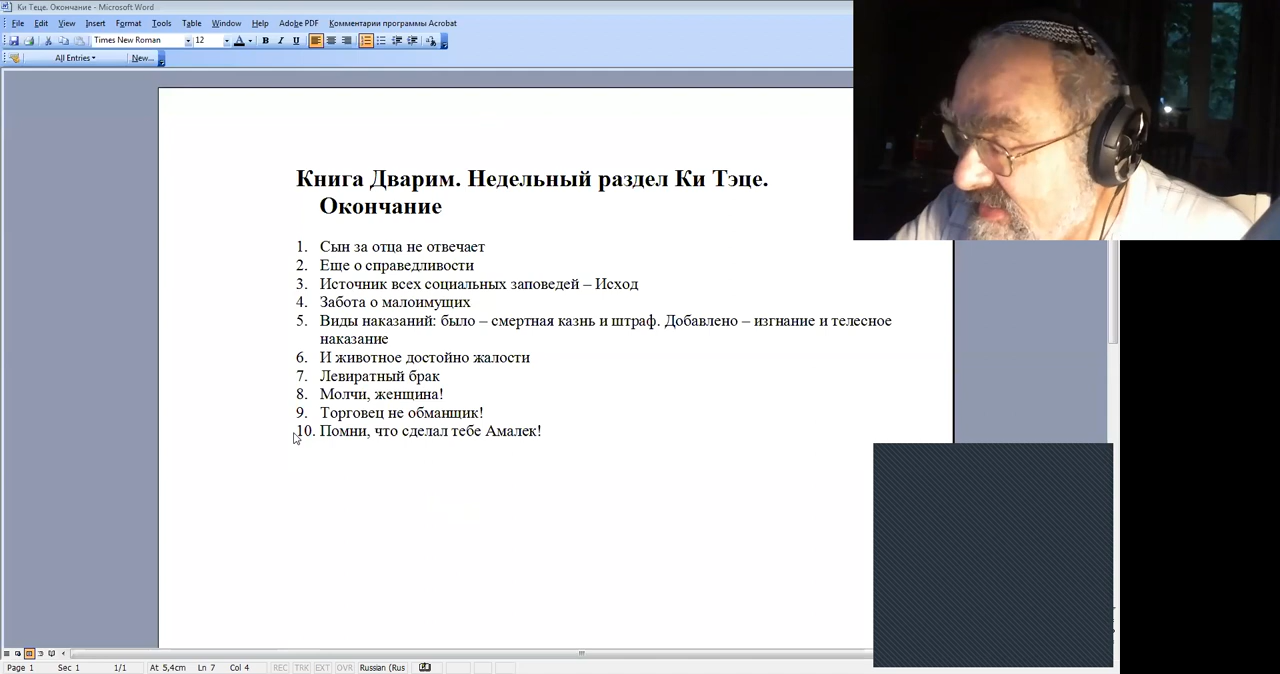 Ки Теце. Окончание - Microsoft Word
File Edit View Insert Format Tools Table Window Help Adobe PDF Комментарии программы Acrobat
Times New Roman 12 A B I U
All Entries New...
Книга Дварим. Недельный раздел Ки Тэце.
Окончание
1. Сын за отца не отвечает
2. Еще о справедливости
3. Источник всех социальных заповедей – Исход
4. Забота о малоимущих
5. Виды наказаний: было – смертная казнь и штраф. Добавлено – изгнание и телесное
наказание
6. И животное достойно жалости
7. Левиратный брак
8. Молчи, женщина!
9. Торговец не обманщик!
10. Помни, что сделал тебе Амалек!
Page 1 Sec 1 1/1 At 5,4cm Ln 7 Col 4 REC TRK EXT OVR Russian (Rus